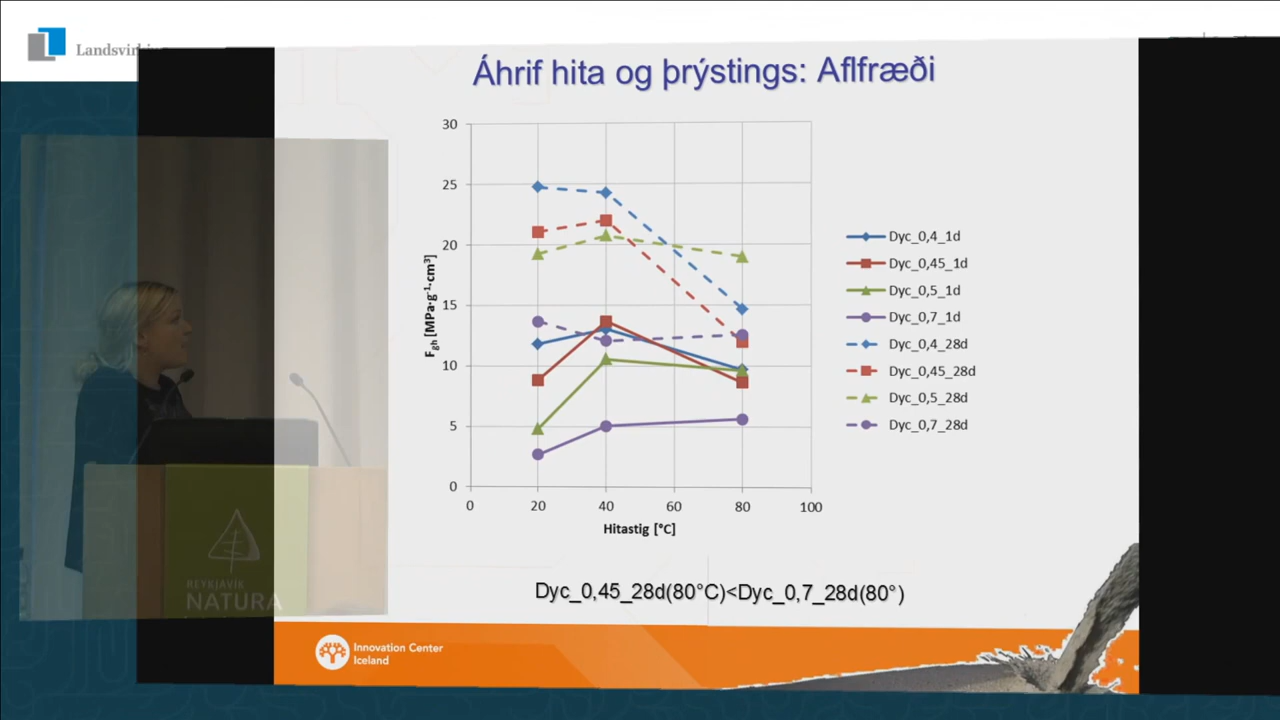 Áhrif hita og þrýstings: Aflfræði
30
25
20
15
10
5
0
F_gh [MPa·g⁻¹·cm³]
0 20 40 60 80 100
Hitastig [°C]
Dyc_0,4_1d
Dyc_0,45_1d
Dyc_0,5_1d
Dyc_0,7_1d
Dyc_0,4_28d
Dyc_0,45_28d
Dyc_0,5_28d
Dyc_0,7_28d
Dyc_0,45_28d(80°C)<Dyc_0,7_28d(80°)
REYKJAVÍK
NATURA
Innovation Center
Iceland